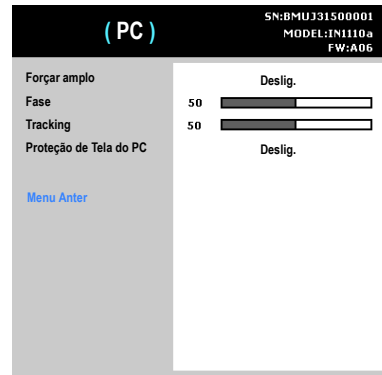 ( PC )
SN:BMUJ31500001
MODEL:IN1110a
FW:A06
Forçar amplo Deslig.
Fase 50
Tracking 50
Proteção de Tela do PC Deslig.
Menu Anter